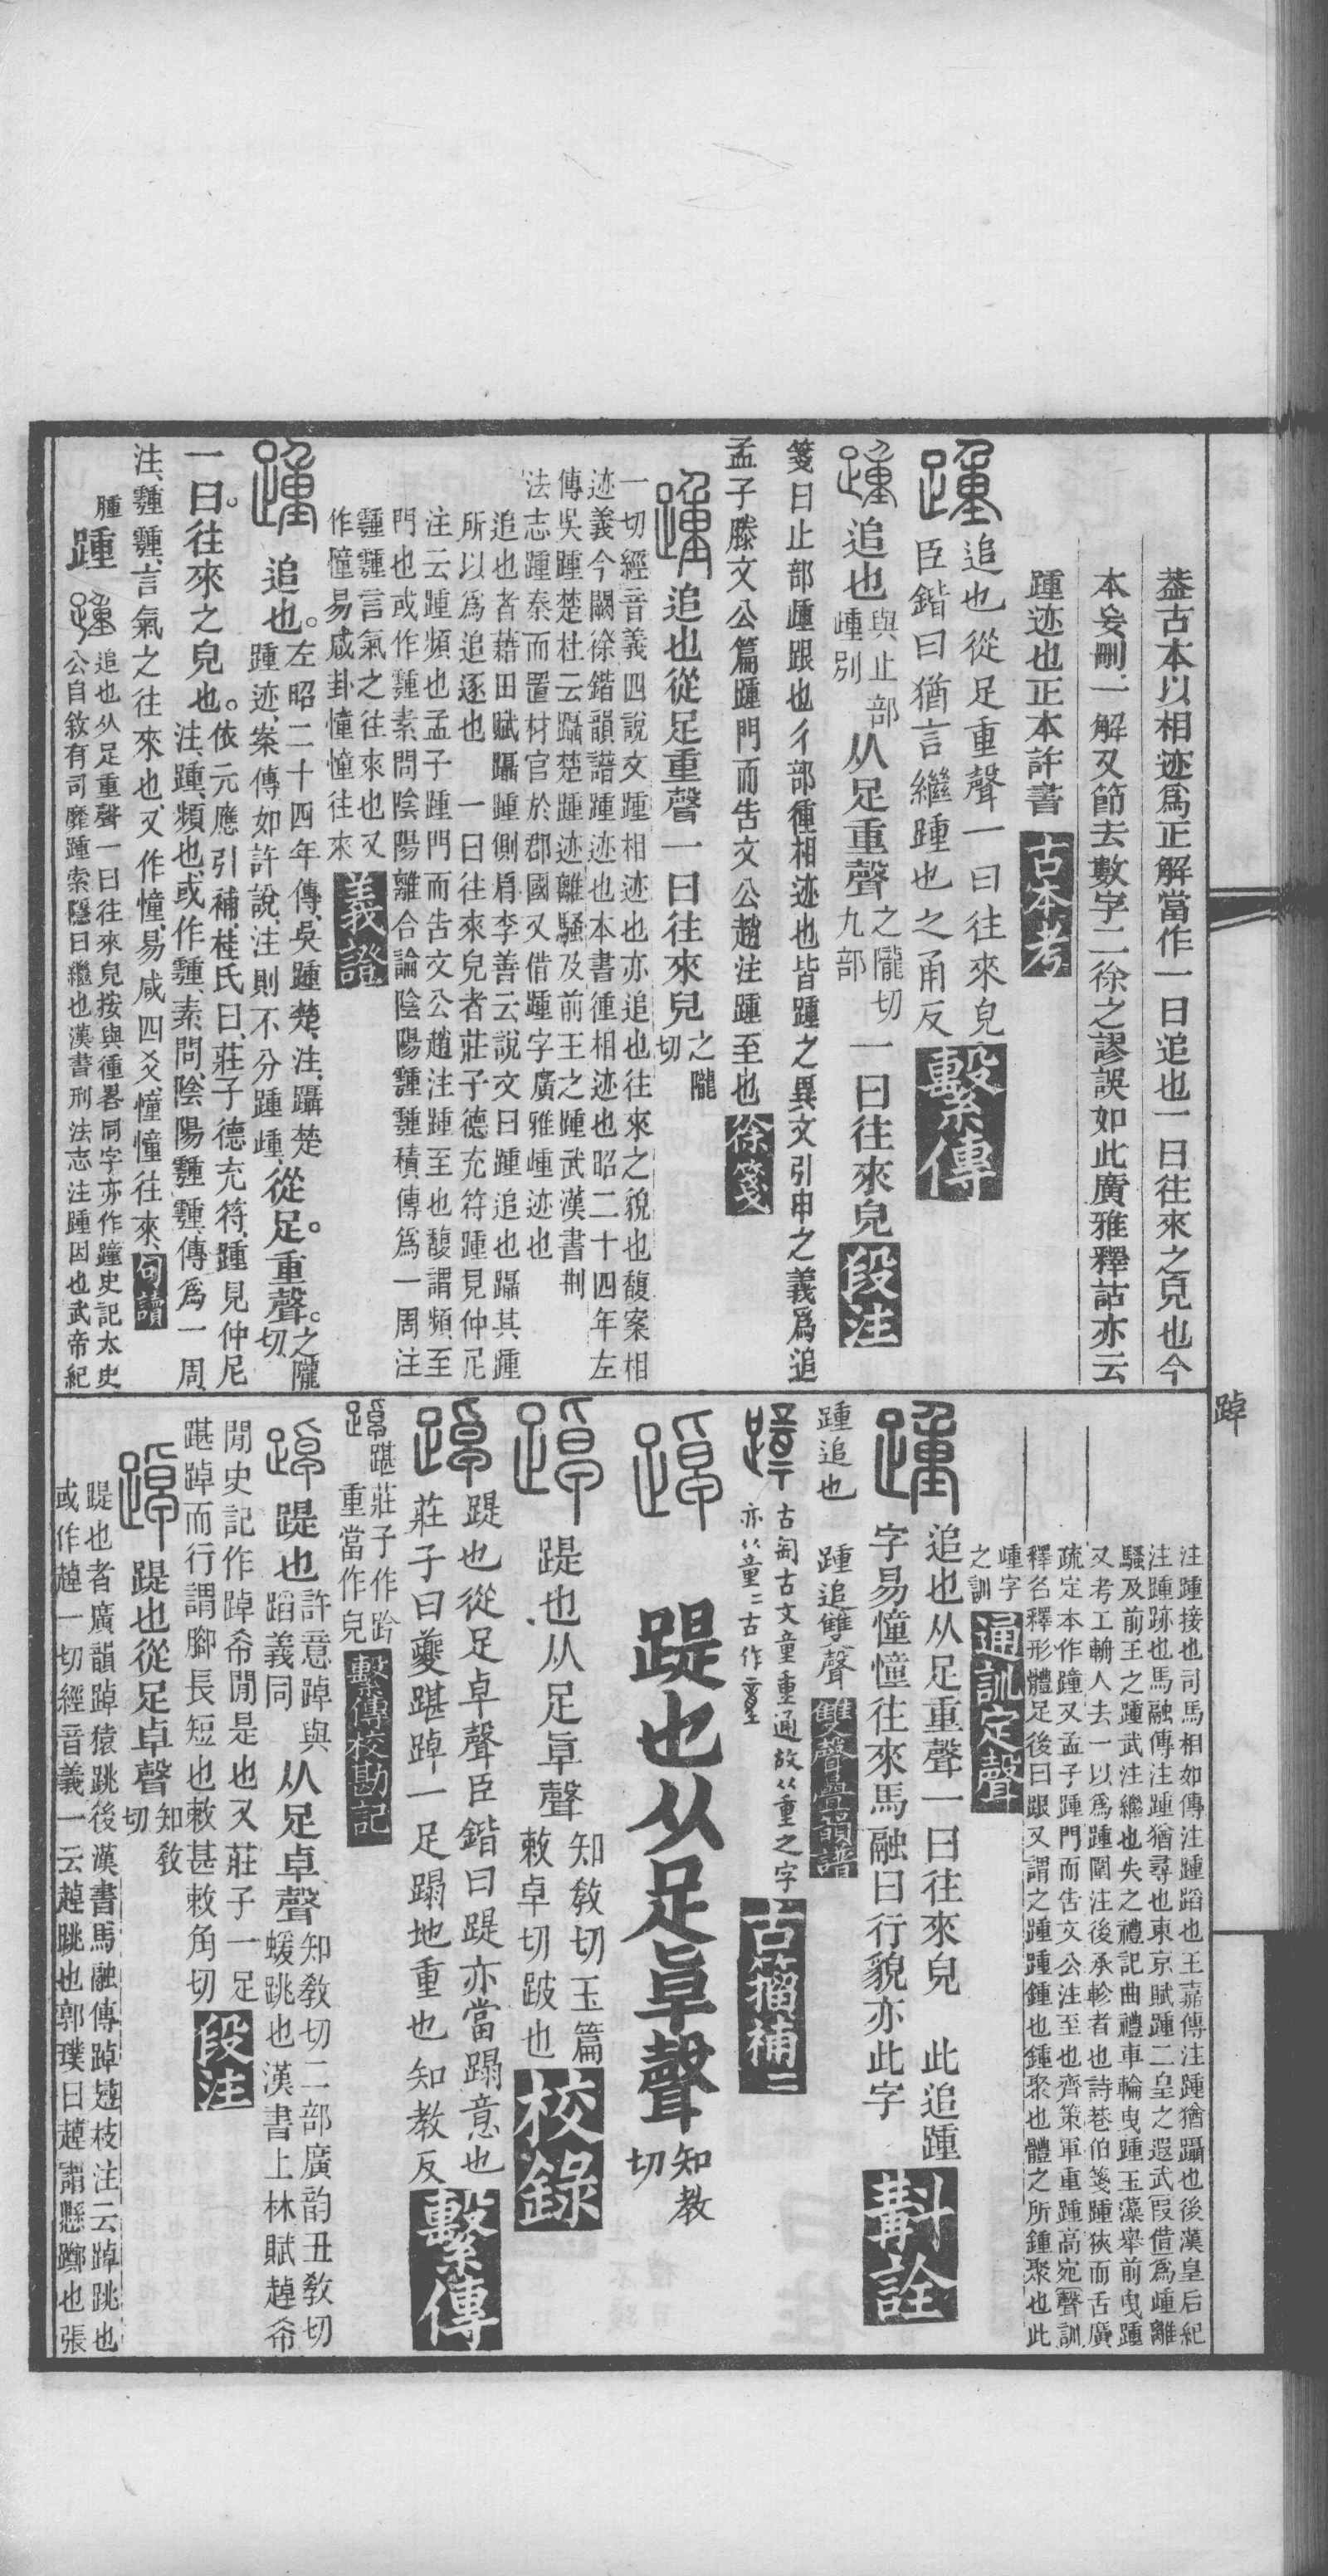 葢古本以相迹爲正解當作一曰追也一曰往來之皃也今
本妄刪一解又節去數字二徐之謬誤如此廣雅釋詁亦云
踵迹也正本許書 古本考
追也從足重聲一曰往來皃
臣鍇曰猶言繼踵也之甬反 繫傳
追也 與止部 𣥺別 从足重聲 之隴切 九部 一曰往來皃 段注
箋曰止部𣥺跟也彳部徸相迹也皆踵之異文引申之義爲追
孟子滕文公篇踵門而告文公趙注踵至也 徐箋
追也從足重聲一曰往來皃 之隴 切
一切經音義四說文踵相迹也亦追也往來之貌也馥案相
迹義今闕徐鍇韻譜踵迹也本書徸相迹也昭二十四年左
傳吳踵楚杜云躡楚踵迹離騷及前王之踵武漢書𠛬
法志踵秦而置材官於郡國又借踵字廣雅𣥺迹也
追也者藉田賦躡踵側肩李善云說文曰踵追也躡其踵
所以爲追逐也 一曰往來皃者莊子德充符踵見仲尼
注云踵頻也孟子踵門而告文公趙注踵至也馥謂頻至
門也或作𩅞素問陰陽離合論陰陽𩅞𩅞積傳爲一周注
𩅞𩅞言氣之往來也又
作憧易咸卦憧憧往來 義證
追也。 左昭二十四年傳、吳踵楚、注、躡楚
踵迹、案傳如許說、注則不分踵𣥺、 從足。重聲。 之隴 切
一曰。往來之皃也。 依元應引補、桂氏曰、莊子德充符、踵見仲尼
注、踵、頻也、或作𩅞、素問、陰陽𩅞𩅞、傳爲一周、
注、𩅞𩅞、言氣之往來也、又作憧、易咸四爻、憧憧往來、 句讀
腫 踵 追也从足重聲一曰往來皃按與徸畧同字亦作蹱史記太史
公自敘有司靡踵索隱曰繼也漢書刑法志注踵因也武帝紀
踔
注踵接也司馬相如傳注踵蹈也王嘉傳注踵猶躡也後漢皇后紀
注踵跡也馬融傳注踵猶尋也東京賦踵二皇之遐武叚借爲𣥺離
騷及前王之踵武注繼也失之禮記曲禮車輪曳踵玉藻舉前曳踵
又考工輈人去一以爲踵圍注後承軫者也詩巷伯箋踵狹而舌廣
疏定本作蹱又孟子踵門而告文公注至也齊策軍重踵高宛聲訓
釋名釋形體足後曰跟又謂之踵踵鍾也鍾聚也體之所鍾聚也此
𣥺字
之訓 通訓定聲
追也从足重聲一曰往來皃 此追踵
字易憧憧往來馬融曰行貌亦此字 斠詮
踵追也 踵追雙聲 雙聲疊韻譜
古匋古文童重通故从重之字
亦从童二古作 古籀補二
踶也从足𠦝聲 知教 切
踶也从足𠦝聲 知教切玉篇
敕卓切跛也 校錄
踶也從足卓聲臣鍇曰踶亦當蹋意也
莊子曰夔踸踔一足蹋地重也知教反 繫傳
踸莊子作跉
重當作皃 繫傳校勘記
踶也 許意踔與
蹈義同 从足卓聲 知敎切二部廣韵丑敎切
蝯跳也漢書上林賦趠希
閒史記作踔希閒是也又莊子一足
踸踔而行謂腳長短也敕甚敕角切 段注
踶也從足卓聲 知敎 切
踶也者廣韻踔猿跳後漢書馬融傳踔𧽼枝注云踔跳也
或作趠一切經音義一云趠跳也郭璞曰趠謂懸躑也張